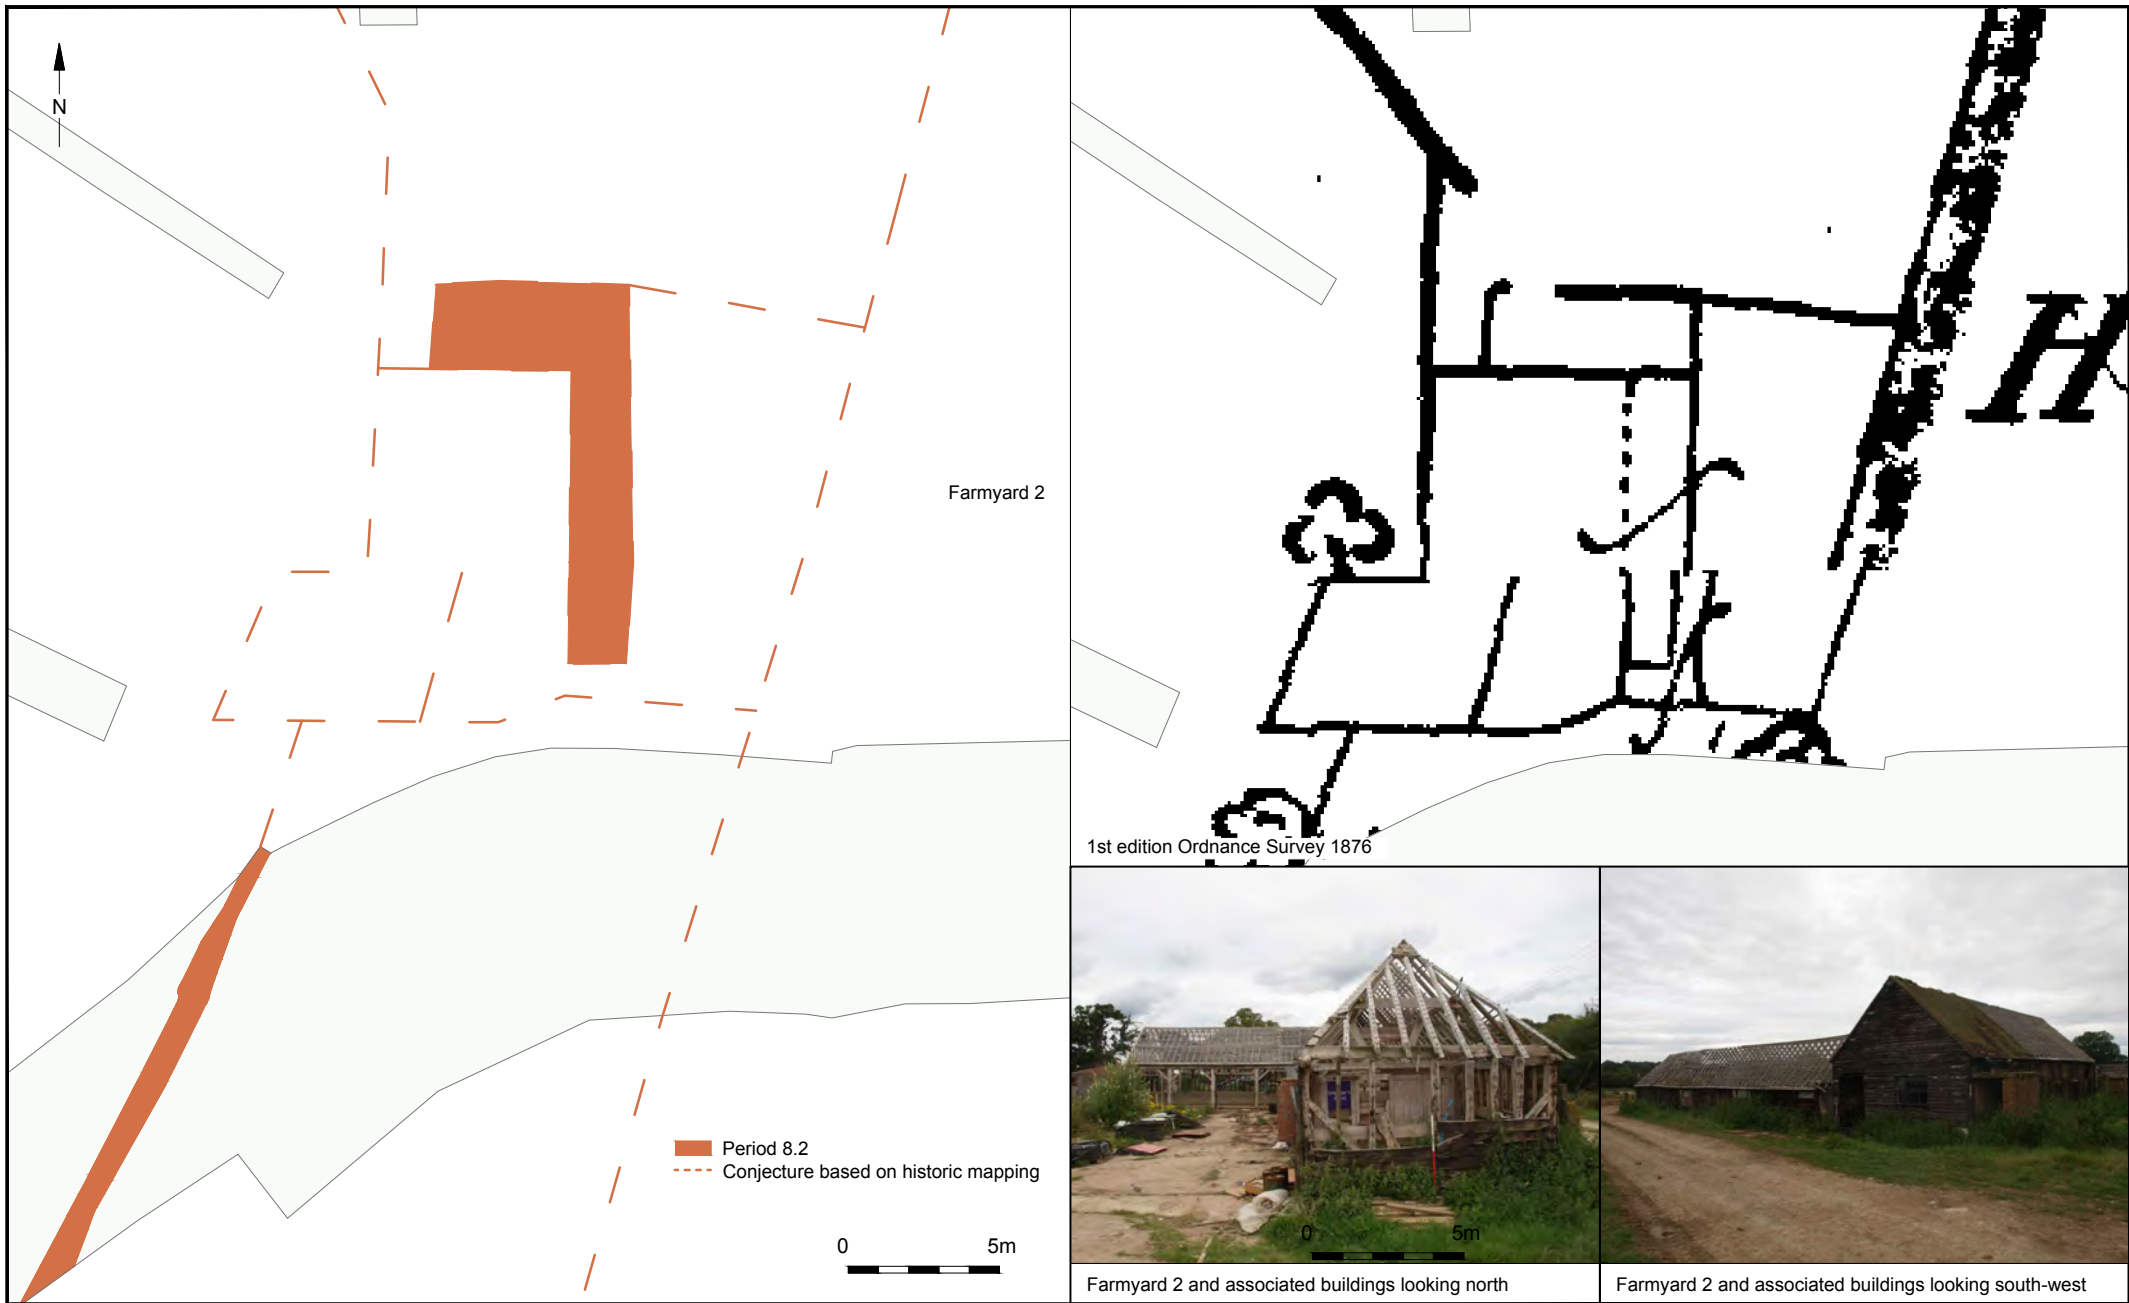 N
Farmyard 2
Period 8.2
Conjecture based on historic mapping
0 5m
H
1st edition Ordnance Survey 1876
0 5m
Farmyard 2 and associated buildings looking north
Farmyard 2 and associated buildings looking south-west